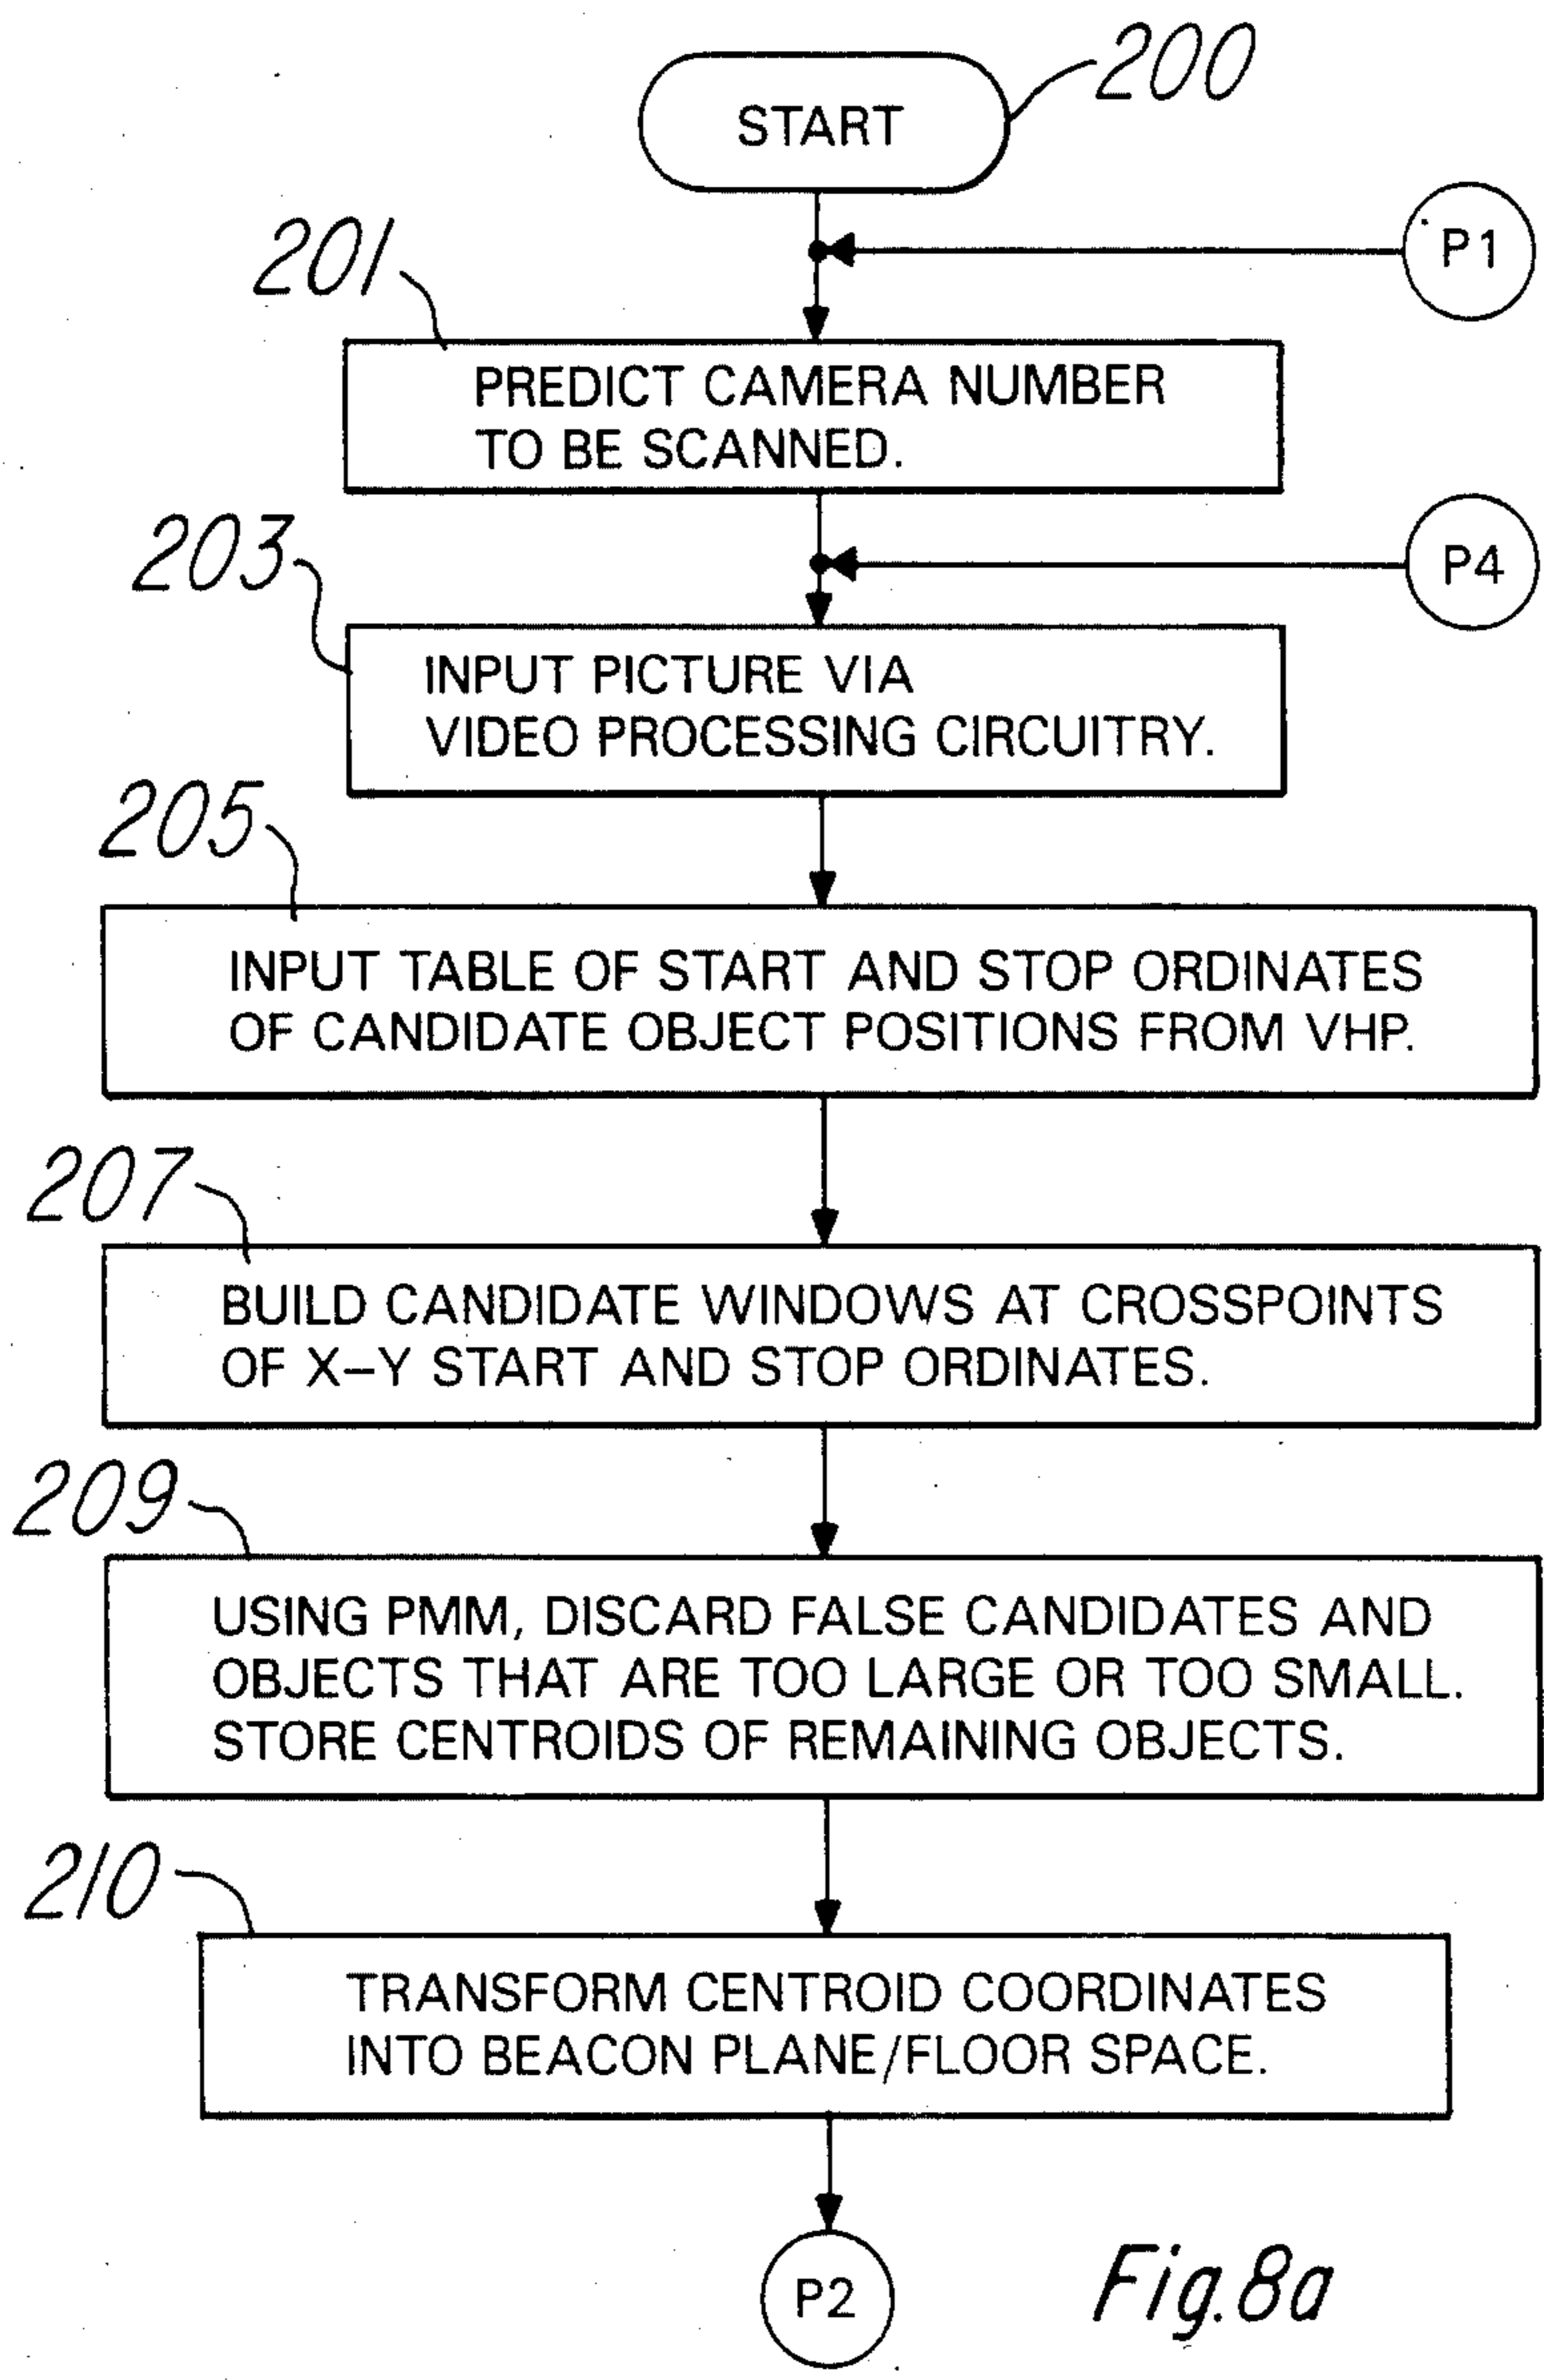 200
START
P1
201
PREDICT CAMERA NUMBER
TO BE SCANNED.
P4
203
INPUT PICTURE VIA
VIDEO PROCESSING CIRCUITRY.
205
INPUT TABLE OF START AND STOP ORDINATES
OF CANDIDATE OBJECT POSITIONS FROM VHP.
207
BUILD CANDIDATE WINDOWS AT CROSSPOINTS
OF X-Y START AND STOP ORDINATES.
209
USING PMM, DISCARD FALSE CANDIDATES AND
OBJECTS THAT ARE TOO LARGE OR TOO SMALL.
STORE CENTROIDS OF REMAINING OBJECTS.
210
TRANSFORM CENTROID COORDINATES
INTO BEACON PLANE/FLOOR SPACE.
P2
Fig.8a